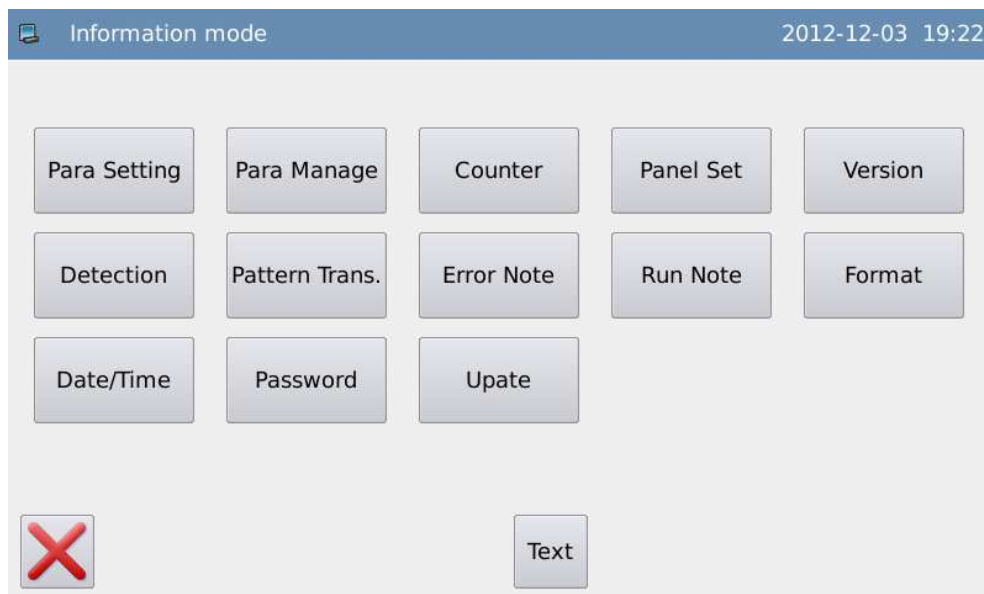 Information mode 2012-12-03 19:22
Para Setting Para Manage Counter Panel Set Version
Detection Pattern Trans. Error Note Run Note Format
Date/Time Password Upate
Text